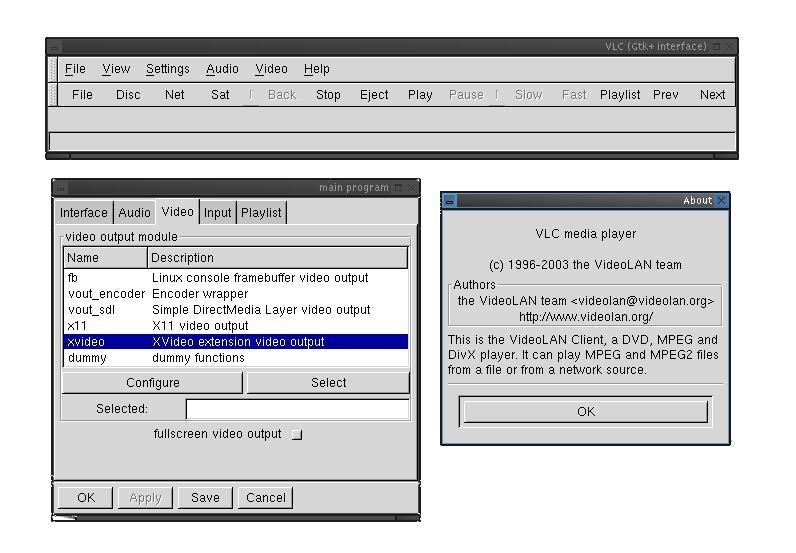 VLC (Gtk+ interface)
File View Settings Audio Video Help
File Disc Net Sat Back Stop Eject Play Pause Slow Fast Playlist Prev Next
main program
Interface Audio Video Input Playlist
video output module
Name Description
fb Linux console framebuffer video output
vout_encoder Encoder wrapper
vout_sdl Simple DirectMedia Layer video output
x11 X11 video output
xvideo XVideo extension video output
dummy dummy functions
Configure Select
Selected:
fullscreen video output
OK Apply Save Cancel
About
VLC media player
(c) 1996-2003 the VideoLAN team
Authors
the VideoLAN team <videolan@videolan.org>
http://www.videolan.org/
This is the VideoLAN Client, a DVD, MPEG and
DivX player. It can play MPEG and MPEG2 files
from a file or from a network source.
OK